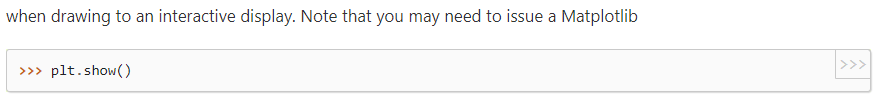 when drawing to an interactive display. Note that you may need to issue a Matplotlib
>>> plt.show()
>>>